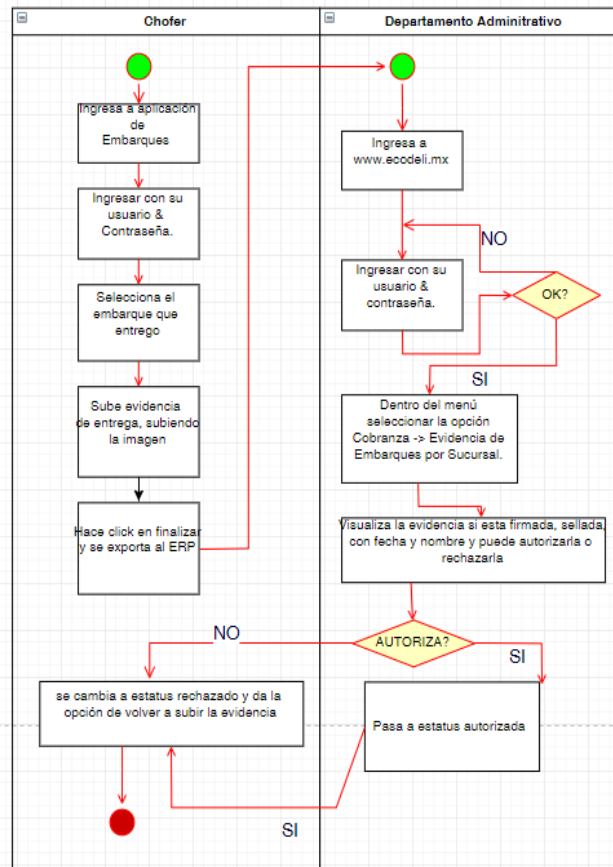 Chofer
Departamento Adminitrativo
Ingresa a aplicación
de
Embarques
Ingresar con su
usuario &
Contraseña.
Selecciona el
embarque que
entrego
Sube evidencia
de entrega, subiendo
la imagen
Hace click en finalizar
y se exporta al ERP
Ingresa a
www.ecodeli.mx
NO
Ingresar con su
usuario &
contraseña.
OK?
SI
Dentro del menú
seleccionar la opción
Cobranza -> Evidencia de
Embarques por Sucursal.
Visualiza la evidencia si esta firmada, sellada,
con fecha y nombre y puede autorizarla o
rechazarla
AUTORIZA?
NO
SI
se cambia a estatus rechazado y da la
opción de volver a subir la evidencia
Pasa a estatus autorizada
SI